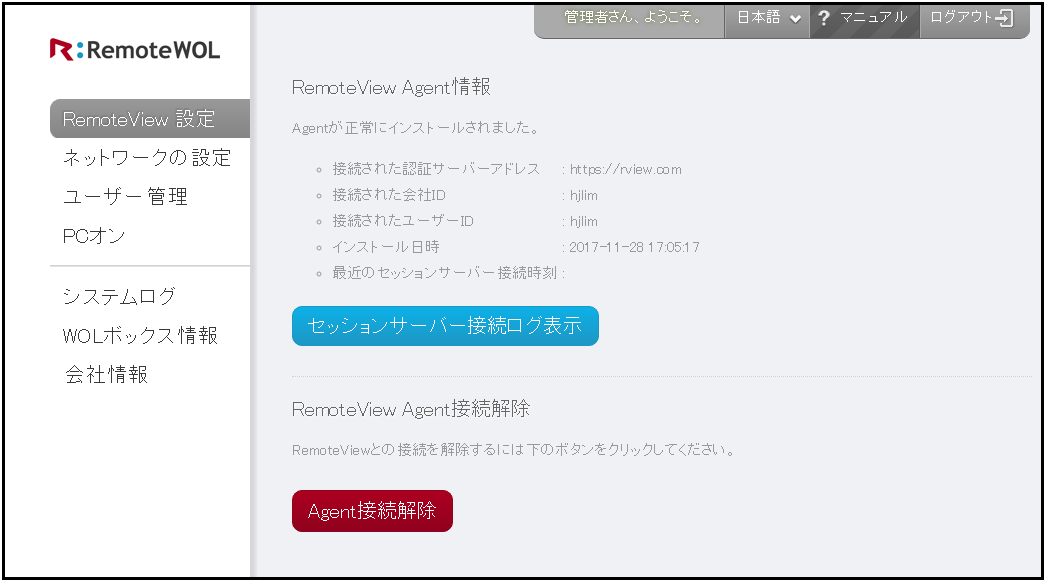 管理者さん、ようこそ。 日本語 ? マニュアル ログアウト
R:RemoteWOL
RemoteView 設定
ネットワークの設定
ユーザー管理
PCオン
システムログ
WOLボックス情報
会社情報
RemoteView Agent情報
Agentが正常にインストールされました。
接続された認証サーバーアドレス : https://rview.com
接続された会社ID : hjlim
接続されたユーザーID : hjlim
インストール日時 : 2017-11-28 17:05:17
最近のセッションサーバー接続時刻 :
セッションサーバー接続ログ表示
RemoteView Agent接続解除
RemoteViewとの接続を解除するには下のボタンをクリックしてください。
Agent接続解除